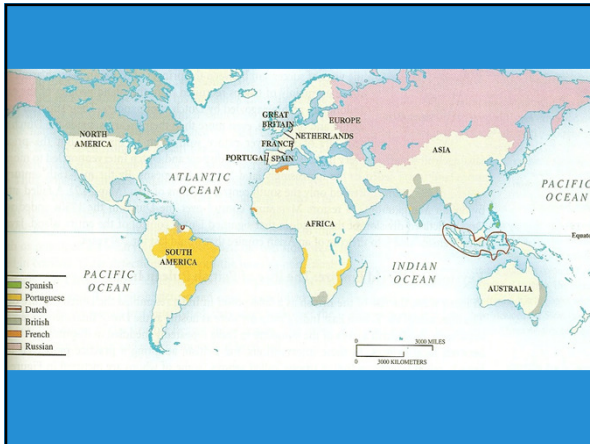 GREAT
BRITAIN
EUROPE
NORTH
AMERICA
NETHERLANDS
FRANCE
ASIA
PORTUGAL
SPAIN
ATLANTIC
OCEAN
PACIFIC
OCEAN
AFRICA
Equato
SOUTH
AMERICA
PACIFIC
OCEAN
INDIAN
OCEAN
AUSTRALIA
Spanish
Portuguese
Dutch
British
French
Russian
0 3000 MILES
0 3000 KILOMETERS